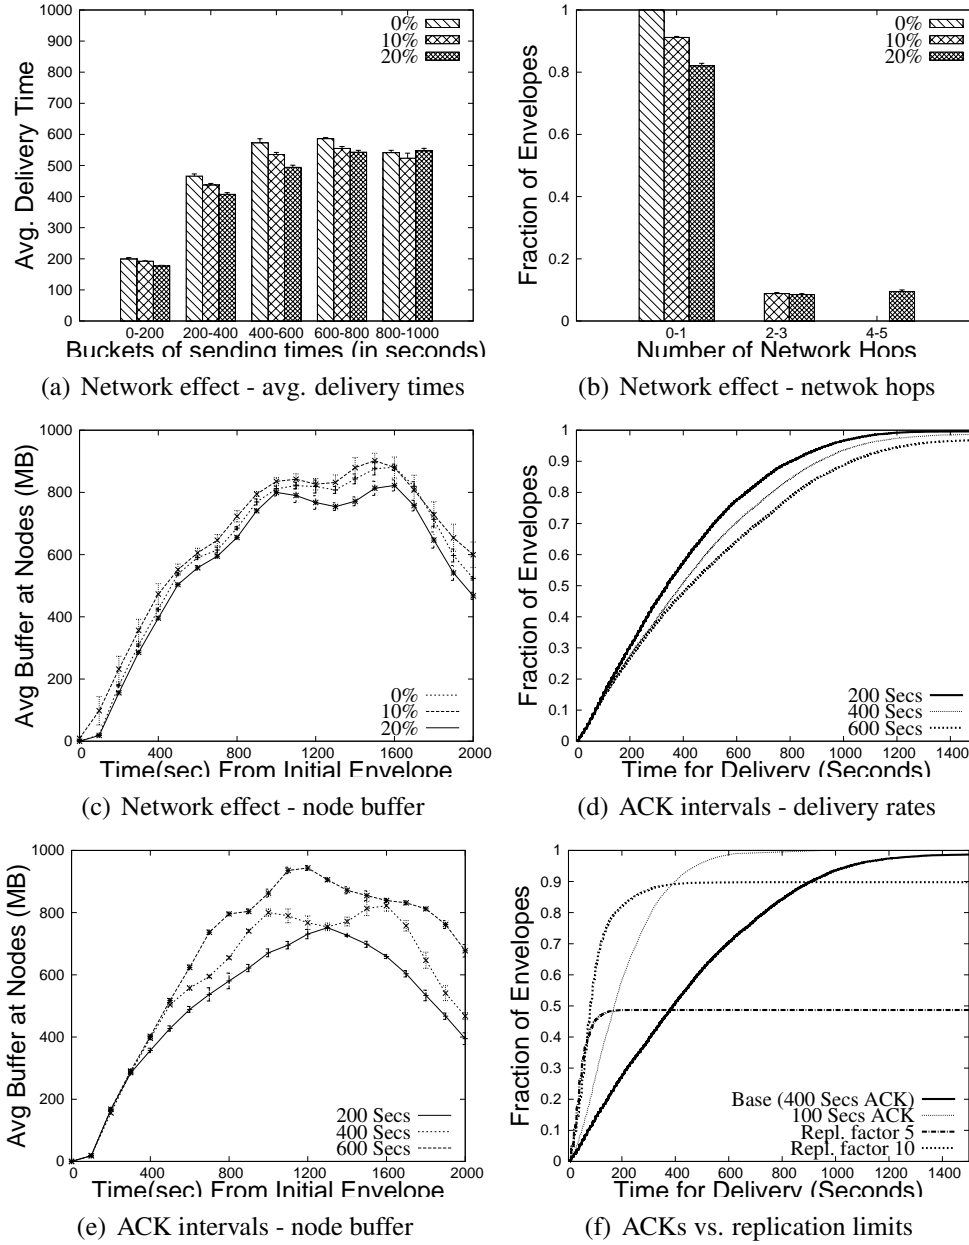 1000
900
800
700
600
500
400
300
200
100
0
Avg. Delivery Time
0%
10%
20%
0-200 200-400 400-600 600-800 800-1000
Buckets of sending times (in seconds)
(a) Network effect - avg. delivery times
1
0.8
0.6
0.4
0.2
0
Fraction of Envelopes
0%
10%
20%
0-1 2-3 4-5
Number of Network Hops
(b) Network effect - netwok hops
1000
800
600
400
200
0
Avg Buffer at Nodes (MB)
0%
10%
20%
0 400 800 1200 1600 2000
Time(sec) From Initial Envelope
(c) Network effect - node buffer
1
0.9
0.8
0.7
0.6
0.5
0.4
0.3
0.2
0.1
0
Fraction of Envelopes
200 Secs
400 Secs
600 Secs
0 200 400 600 800 1000 1200 1400
Time for Delivery (Seconds)
(d) ACK intervals - delivery rates
1000
800
600
400
200
0
Avg Buffer at Nodes (MB)
200 Secs
400 Secs
600 Secs
0 400 800 1200 1600 2000
Time(sec) From Initial Envelope
(e) ACK intervals - node buffer
1
0.9
0.8
0.7
0.6
0.5
0.4
0.3
0.2
0.1
0
Fraction of Envelopes
Base (400 Secs ACK)
100 Secs ACK
Repl. factor 5
Repl. factor 10
0 200 400 600 800 1000 1200 1400
Time for Delivery (Seconds)
(f) ACKs vs. replication limits